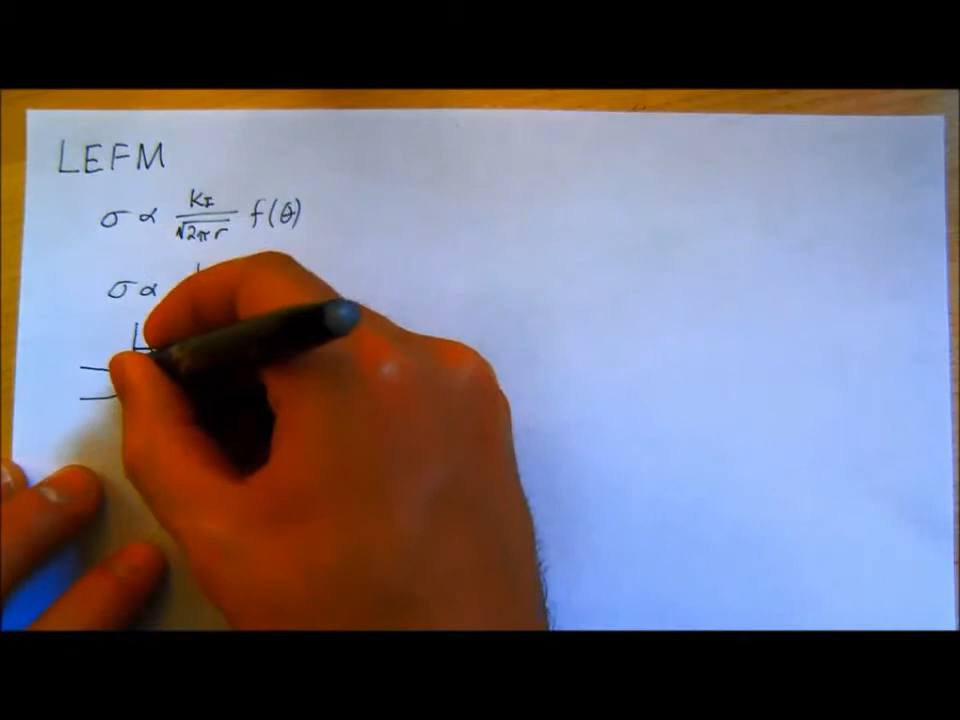 LEFM
σ ∝ K_I / √(2πr) f(θ)
σ ∝